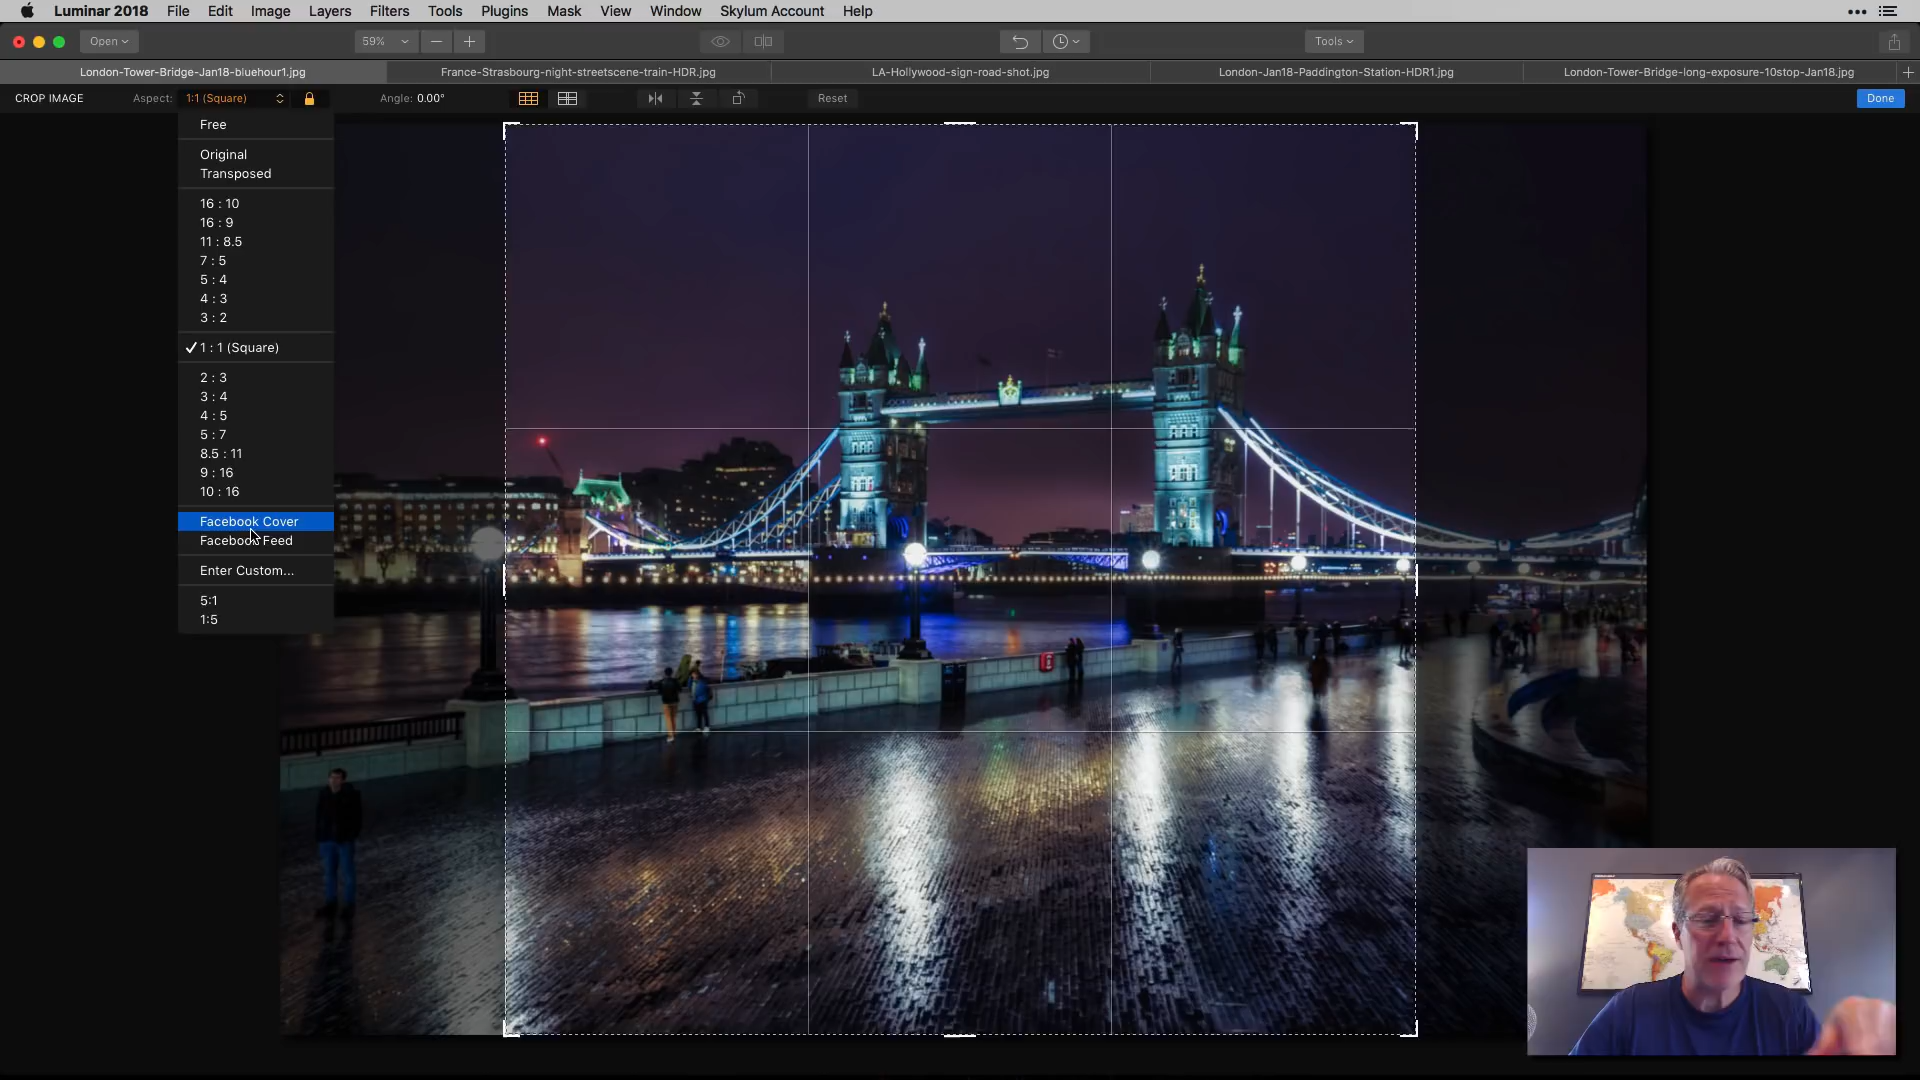 Luminar 2018 File Edit Image Layers Filters Tools Plugins Mask View Window Skylum Account Help
Open 59% Tools
London-Tower-Bridge-Jan18-bluehour1.jpg France-Strasbourg-night-streetscene-train-HDR.jpg LA-Hollywood-sign-road-shot.jpg London-Jan18-Paddington-Station-HDR1.jpg London-Tower-Bridge-long-exposure-10stop-Jan18.jpg
CROP IMAGE Aspect: 1:1 (Square) Angle: 0.00° Reset Done
Free
Original
Transposed
16 : 10
16 : 9
11 : 8.5
7 : 5
5 : 4
4 : 3
3 : 2
1 : 1 (Square)
2 : 3
3 : 4
4 : 5
5 : 7
8.5 : 11
9 : 16
10 : 16
Facebook Cover
Facebook Feed
Enter Custom...
5:1
1:5